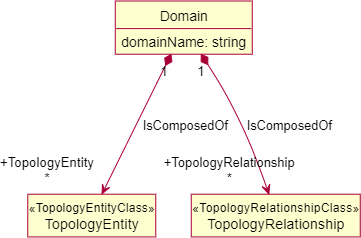 Domain
domainName: string
1 1
IsComposedOf IsComposedOf
+TopologyEntity +TopologyRelationship
* *
«TopologyEntityClass» «TopologyRelationshipClass»
TopologyEntity TopologyRelationship